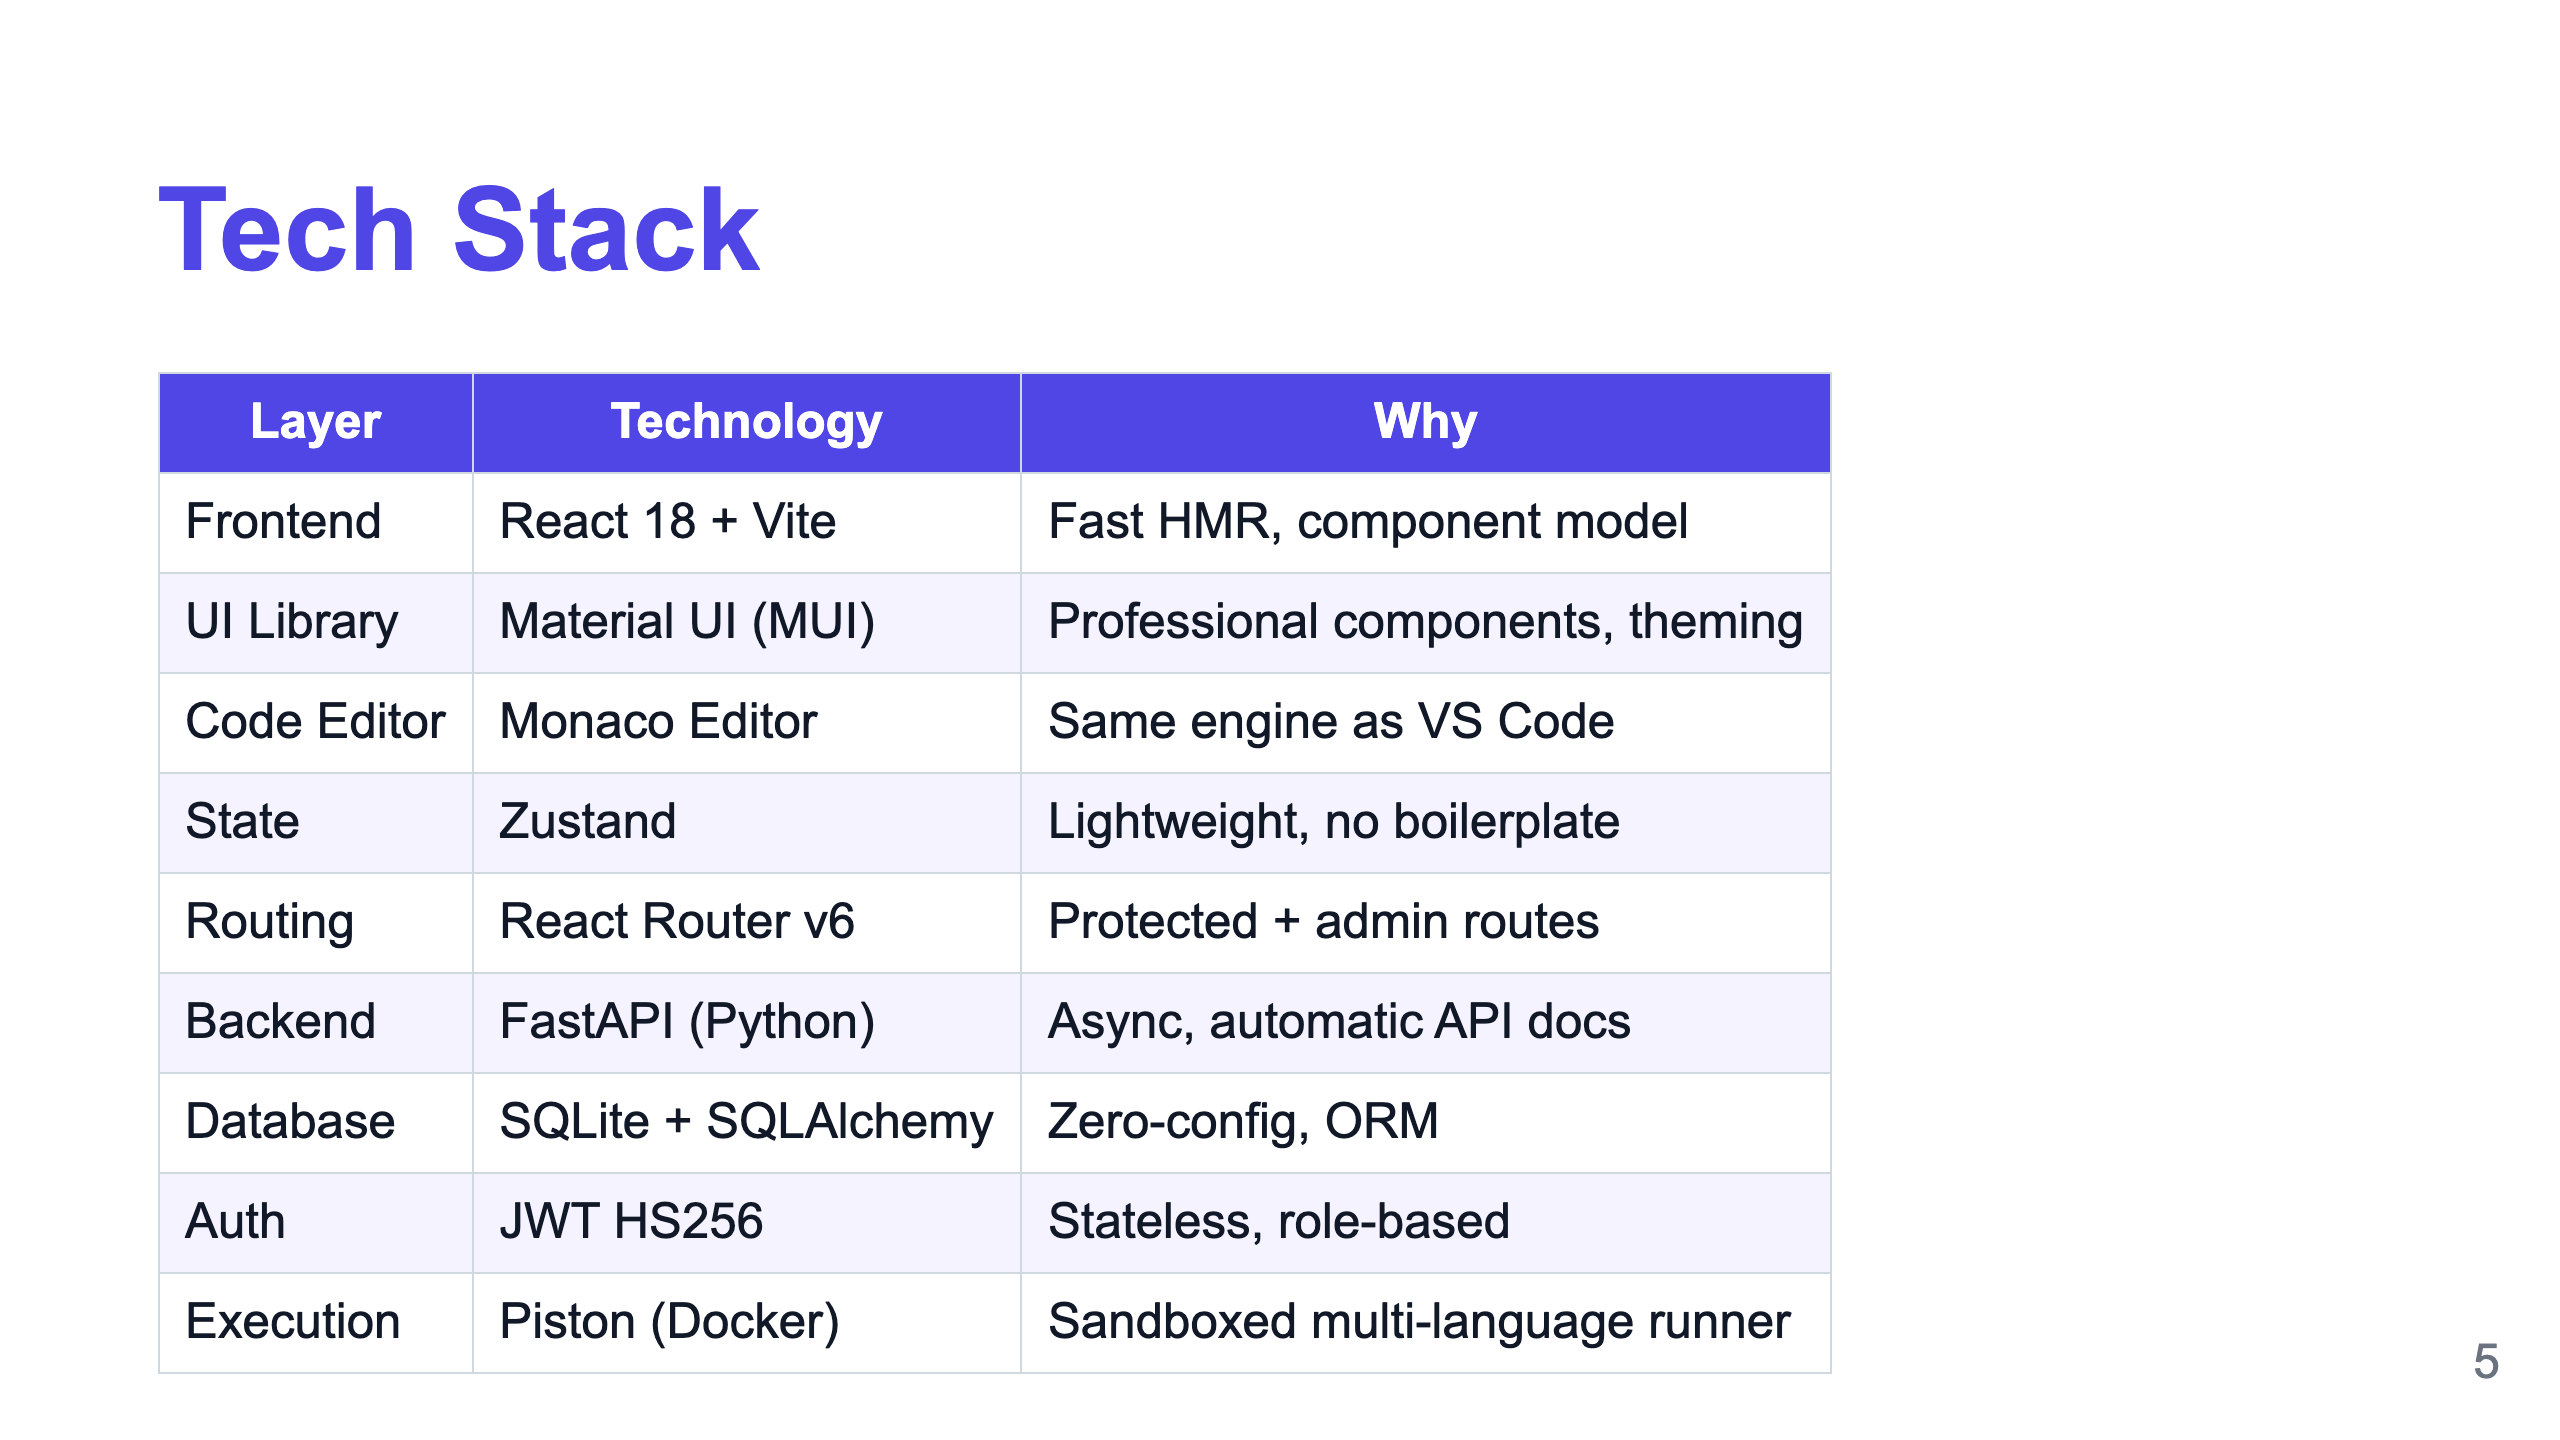 Tech Stack
Layer Technology Why
Frontend React 18 + Vite Fast HMR, component model
UI Library Material UI (MUI) Professional components, theming
Code Editor Monaco Editor Same engine as VS Code
State Zustand Lightweight, no boilerplate
Routing React Router v6 Protected + admin routes
Backend FastAPI (Python) Async, automatic API docs
Database SQLite + SQLAlchemy Zero-config, ORM
Auth JWT HS256 Stateless, role-based
Execution Piston (Docker) Sandboxed multi-language runner
5